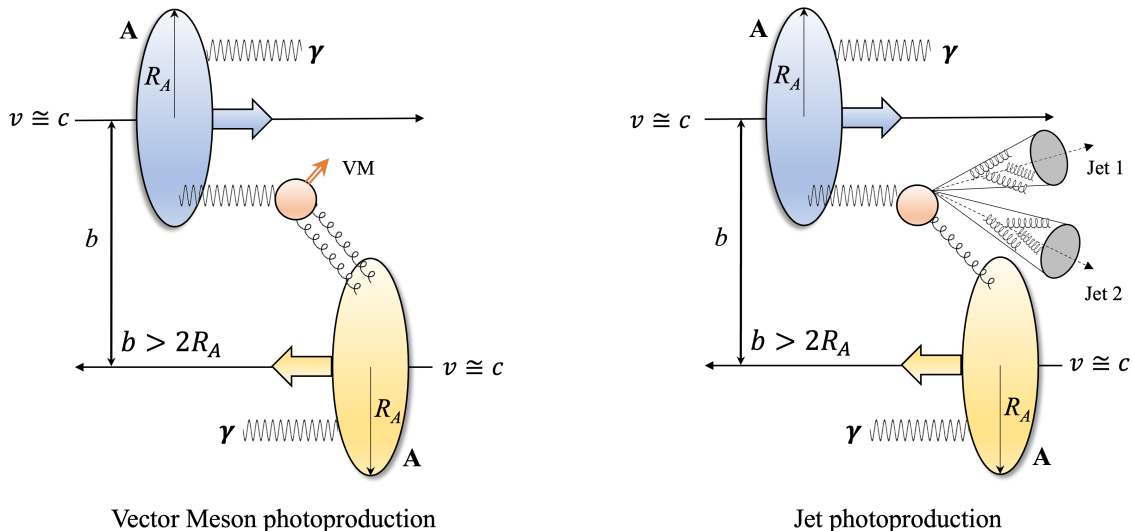 A
γ
R_A
v ≅ c
VM
b
b > 2R_A
v ≅ c
R_A
γ
A
Vector Meson photoproduction
A
γ
R_A
v ≅ c
Jet 1
b
Jet 2
b > 2R_A
v ≅ c
R_A
γ
A
Jet photoproduction